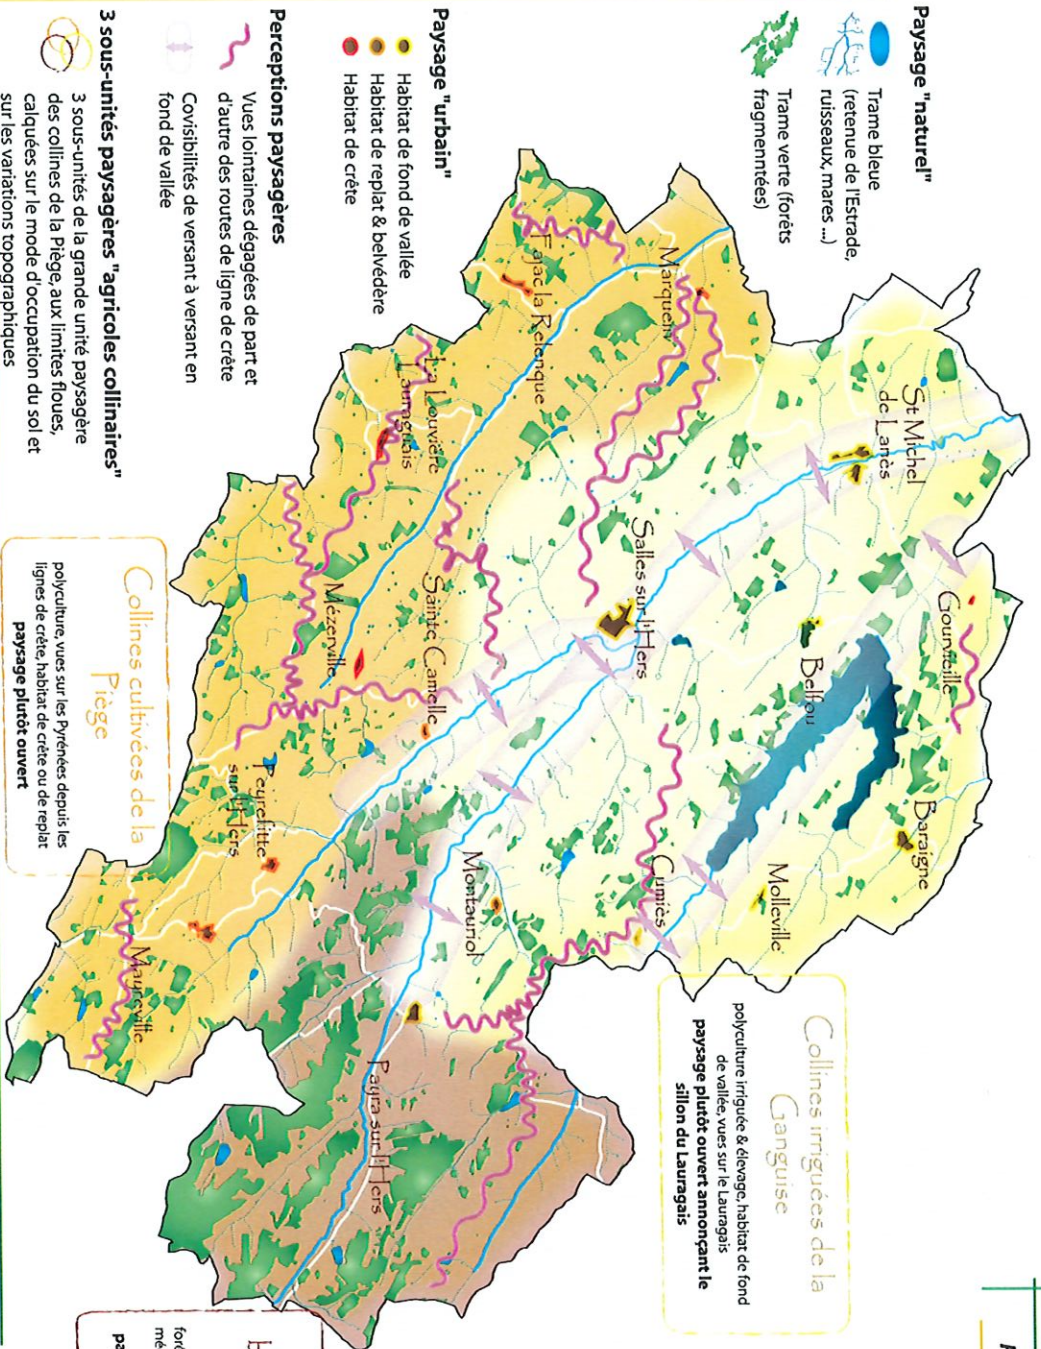 Paysage "naturel"
Trame bleue
(retenue de l'Estrade,
ruisseaux, mares ...)
Trame verte (forêts
fragmenntées)
Paysage "urbain"
Habitat de fond de vallée
Habitat de replat & belvédère
Habitat de crête
Perceptions paysagères
Vues lointaines dégagées de part et
d'autre des routes de ligne de crête
Covisibilités de versant à versant en
fond de vallée
3 sous-unités paysagères "agricoles collinaires"
3 sous-unités de la grande unité paysagère
des collines de la Piège, aux limites floues,
calquées sur le mode d'occupation du sol et
sur les variations topographiques
St Michel
de Lanès
Gourvieille
Baraigne
Belflou
Molleville
Marquein
Salles sur l'Hers
Cumiès
Fajac la Relenque
La Louvière
Lauragais
Sainte Camelle
Montauriol
Mézerville
Peyrefitte
sur l'Hers
Payra sur l'Hers
Mayreville
Collines irriguées de la
Ganguise
polyculture irriguée & élevage, habitat de fond
de vallée, vues sur le Lauragais
paysage plutôt ouvert annonçant le
sillon du Lauragais
Collines cultivées de la
Piège
polyculture, vues sur les Pyrénées depuis les
lignes de crête, habitat de crête ou de replat
paysage plutôt ouvert